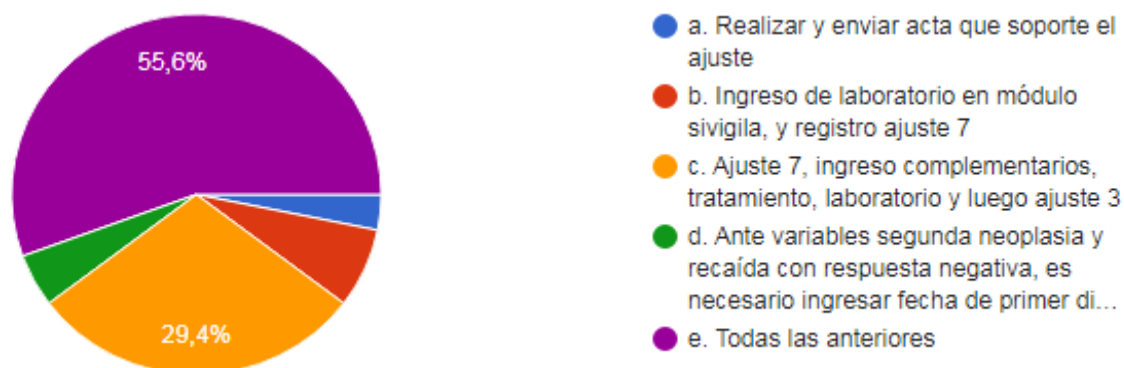 55,6%
29,4%
a. Realizar y enviar acta que soporte el
ajuste
b. Ingreso de laboratorio en módulo
sivigila, y registro ajuste 7
c. Ajuste 7, ingreso complementarios,
tratamiento, laboratorio y luego ajuste 3
d. Ante variables segunda neoplasia y
recaída con respuesta negativa, es
necesario ingresar fecha de primer di...
e. Todas las anteriores